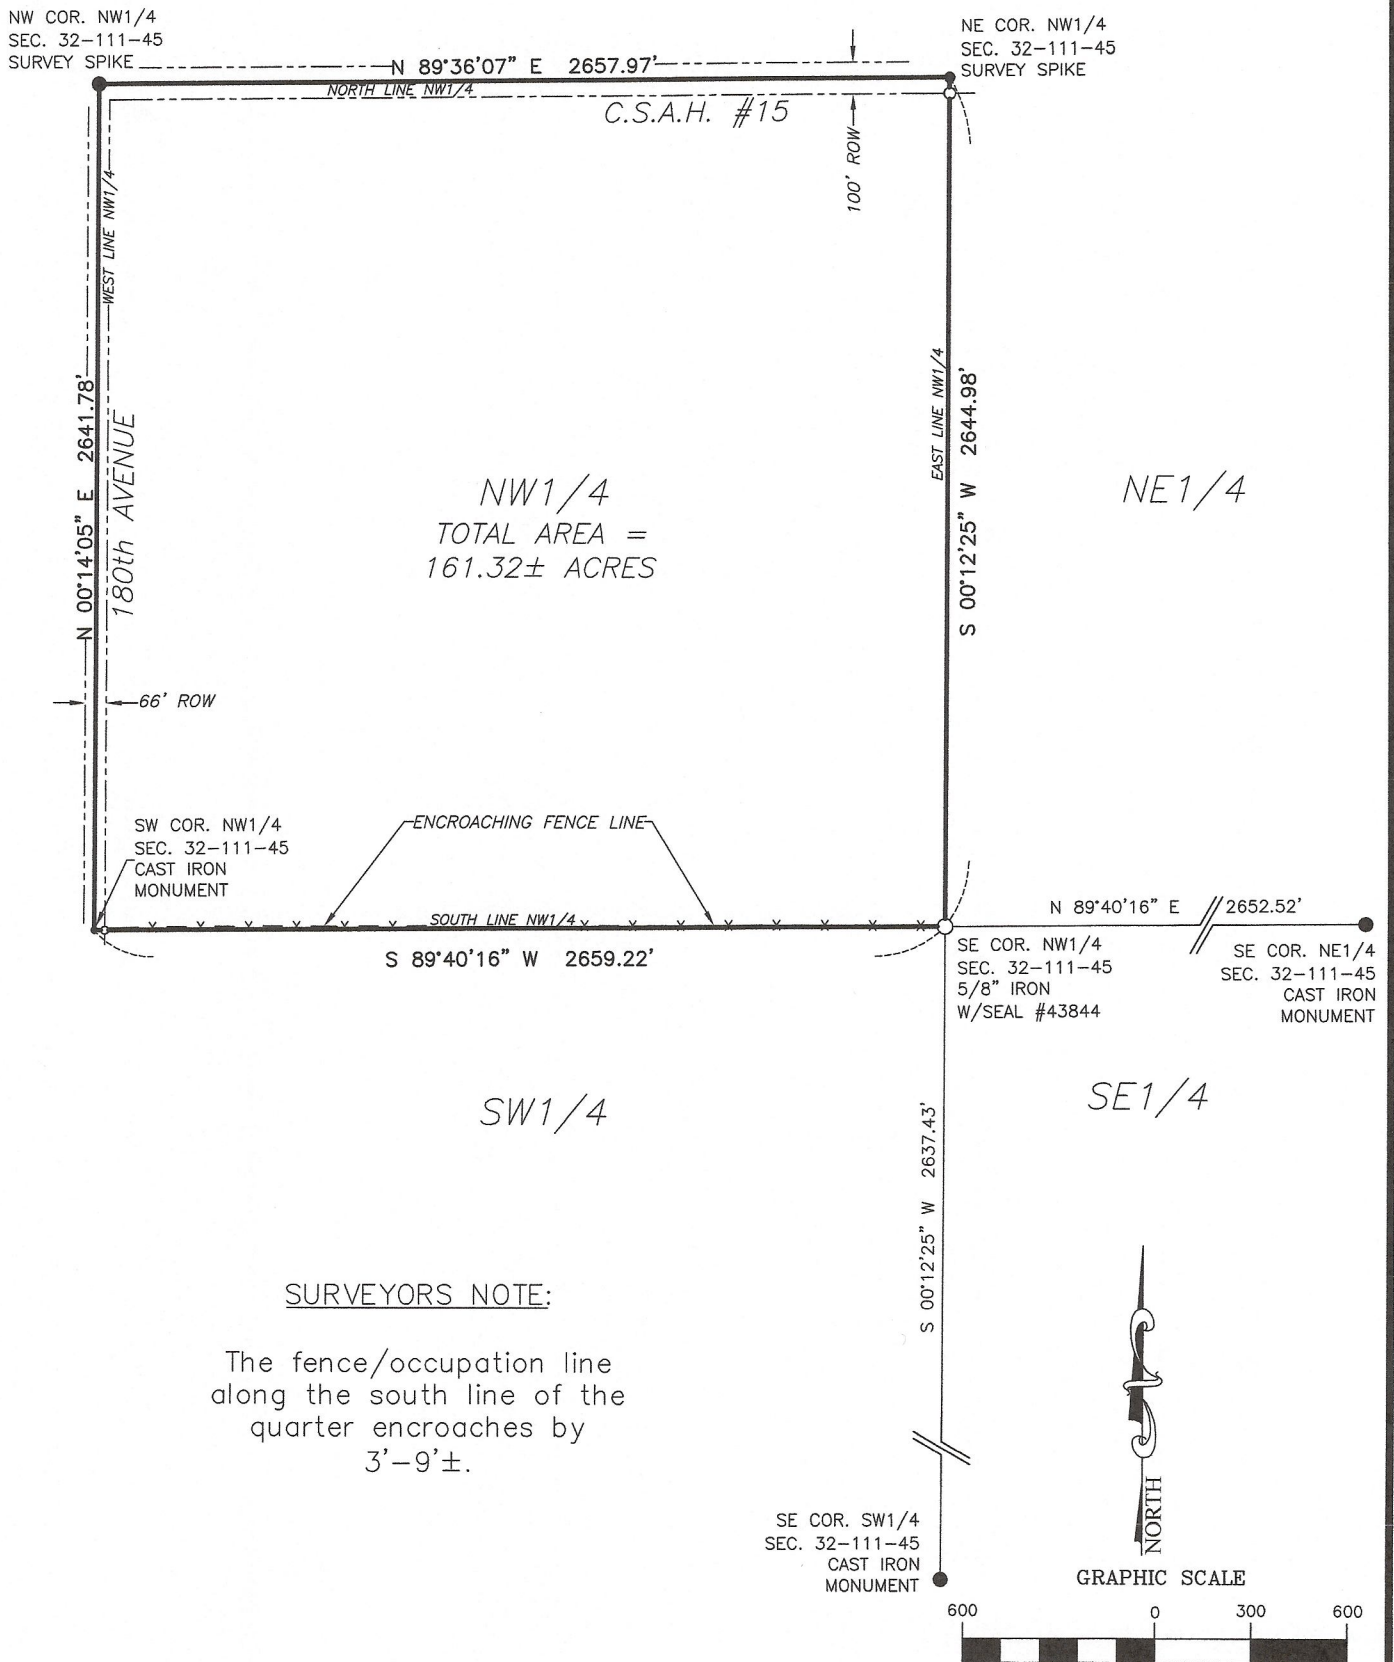 NW COR. NW1/4
SEC. 32-111-45
SURVEY SPIKE
N 89°36'07" E 2657.97'
NE COR. NW1/4
SEC. 32-111-45
SURVEY SPIKE
NORTH LINE NW1/4
C.S.A.H. #15
100' ROW
WEST LINE NW1/4
N 00°14'05" E 2641.78'
180th AVENUE
EAST LINE NW1/4
S 00°12'25" W 2644.98'
NW1/4
TOTAL AREA =
161.32± ACRES
NE1/4
66' ROW
SW COR. NW1/4
SEC. 32-111-45
CAST IRON
MONUMENT
ENCROACHING FENCE LINE
SOUTH LINE NW1/4
S 89°40'16" W 2659.22'
N 89°40'16" E 2652.52'
SE COR. NW1/4
SEC. 32-111-45
5/8" IRON
W/SEAL #43844
SE COR. NE1/4
SEC. 32-111-45
CAST IRON
MONUMENT
SW1/4
SE1/4
S 00°12'25" W 2637.43'
SURVEYORS NOTE:
The fence/occupation line
along the south line of the
quarter encroaches by
3'-9'±.
SE COR. SW1/4
SEC. 32-111-45
CAST IRON
MONUMENT
NORTH
GRAPHIC SCALE
600 0 300 600